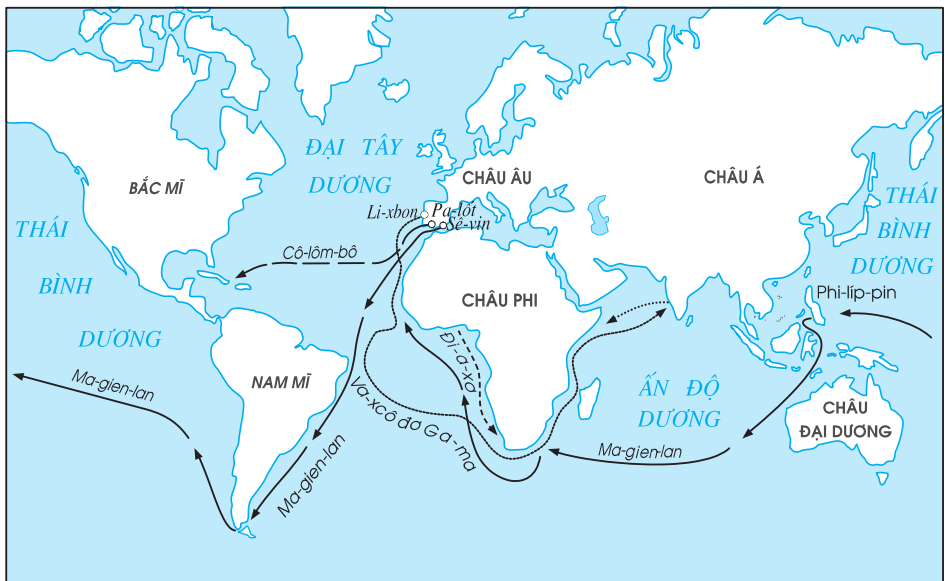 ĐẠI TÂY
DƯƠNG
BẮC MĨ
CHÂU ÂU
CHÂU Á
THÁI
BÌNH
DƯƠNG
Li-xbon
Pa-lốt
Sê-vin
THÁI
BÌNH
DƯƠNG
Cô-lôm-bô
Phi-líp-pin
CHÂU PHI
Đi-a-xơ
NAM MĨ
Ma-gien-lan
Va-xcô đơ Ga-ma
ẤN ĐỘ
DƯƠNG
CHÂU
ĐẠI DƯƠNG
Ma-gien-lan
Ma-gien-lan